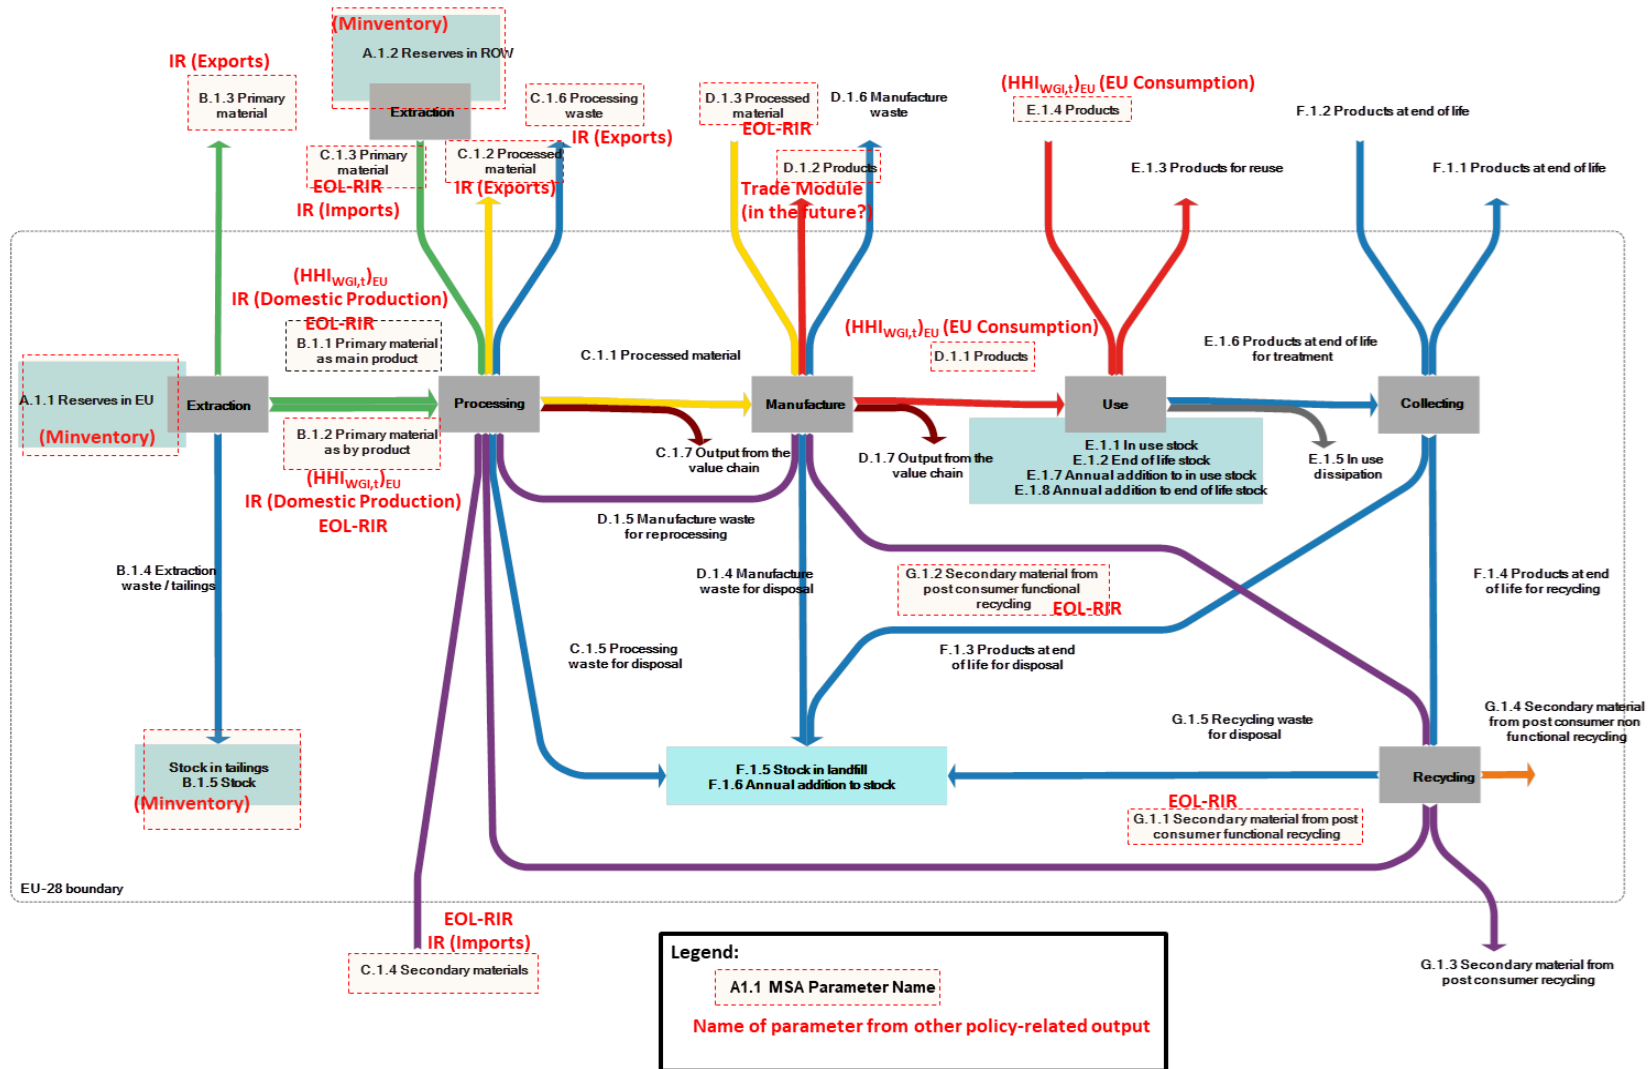 (Minventory)
A.1.2 Reserves in ROW
Extraction
IR (Exports)
B.1.3 Primary
material
C.1.6 Processing
waste
IR (Exports)
C.1.3 Primary
material
EOL-RIR
IR (Imports)
C.1.2 Processed
material
IR (Exports)
D.1.3 Processed
material
EOL-RIR
D.1.6 Manufacture
waste
D.1.2 Products
Trade Module
(in the future?)
(HHIWGI,t)EU (EU Consumption)
E.1.4 Products
E.1.3 Products for reuse
F.1.2 Products at end of life
F.1.1 Products at end of life
(HHIWGI,t)EU
IR (Domestic Production)
EOL-RIR
B.1.1 Primary material
as main product
A.1.1 Reserves in EU
(Minventory)
Extraction
B.1.2 Primary material
as by product
(HHIWGI,t)EU
IR (Domestic Production)
EOL-RIR
Processing
C.1.1 Processed material
C.1.7 Output from the
value chain
Manufacture
(HHIWGI,t)EU (EU Consumption)
D.1.1 Products
D.1.7 Output from the
value chain
Use
E.1.1 In use stock
E.1.2 End of life stock
E.1.7 Annual addition to in use stock
E.1.8 Annual addition to end of life stock
E.1.6 Products at end of life
for treatment
E.1.5 In use
dissipation
Collecting
B.1.4 Extraction
waste / tailings
D.1.5 Manufacture waste
for reprocessing
D.1.4 Manufacture
waste for disposal
G.1.2 Secondary material from
post consumer functional
recycling
EOL-RIR
F.1.4 Products at end
of life for recycling
C.1.5 Processing
waste for disposal
F.1.3 Products at end
of life for disposal
G.1.5 Recycling waste
for disposal
G.1.4 Secondary material
from post consumer non
functional recycling
Stock in tailings
B.1.5 Stock
(Minventory)
F.1.5 Stock in landfill
F.1.6 Annual addition to stock
Recycling
EOL-RIR
G.1.1 Secondary material from post
consumer functional recycling
EU-28 boundary
EOL-RIR
IR (Imports)
C.1.4 Secondary materials
G.1.3 Secondary material from
post consumer recycling
Legend:
A1.1 MSA Parameter Name
Name of parameter from other policy-related output